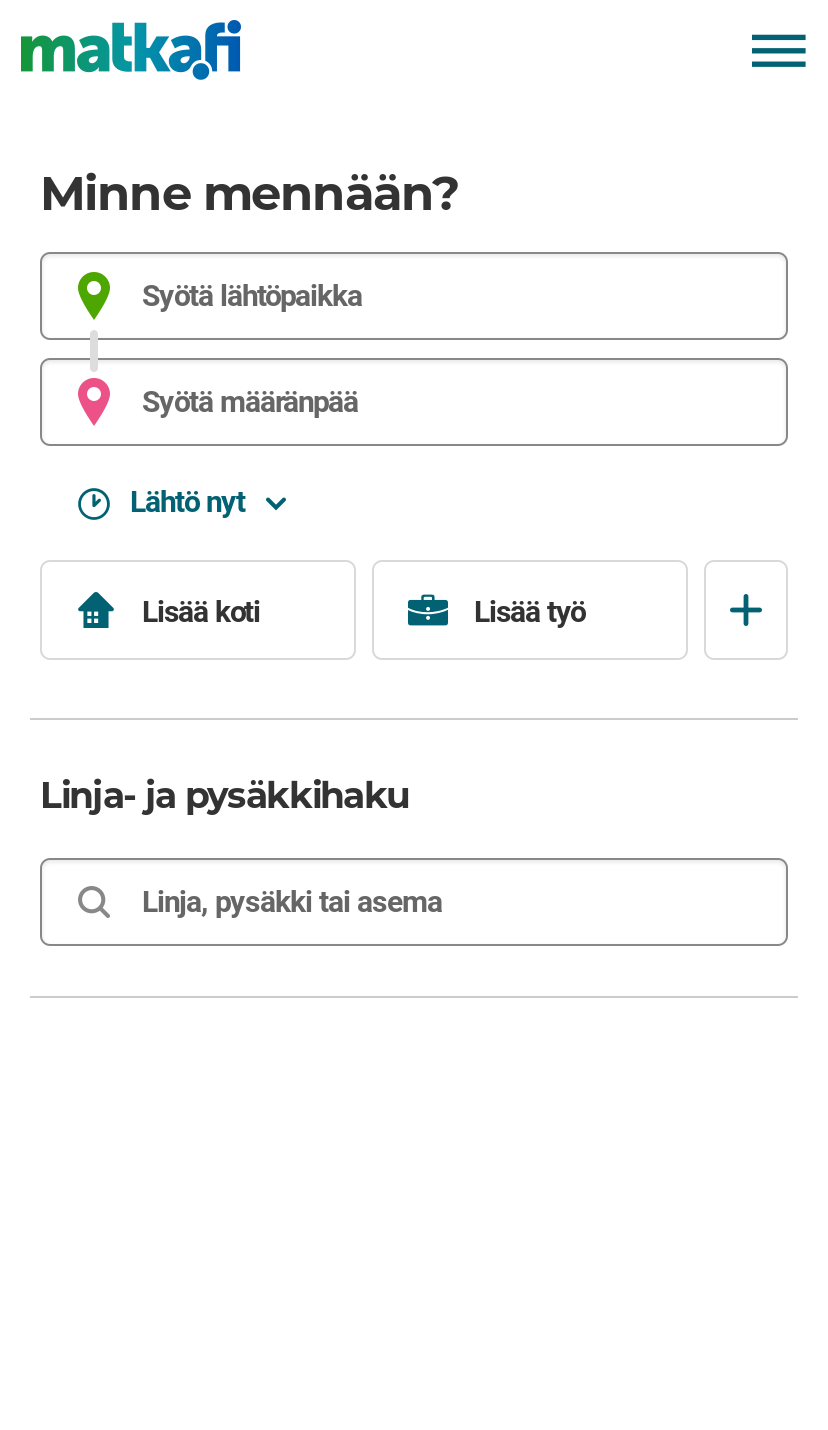 matka.fi
Minne mennään?
Syötä lähtöpaikka
Syötä määränpää
Lähtö nyt
Lisää koti
Lisää työ
Linja- ja pysäkkihaku
Linja, pysäkki tai asema